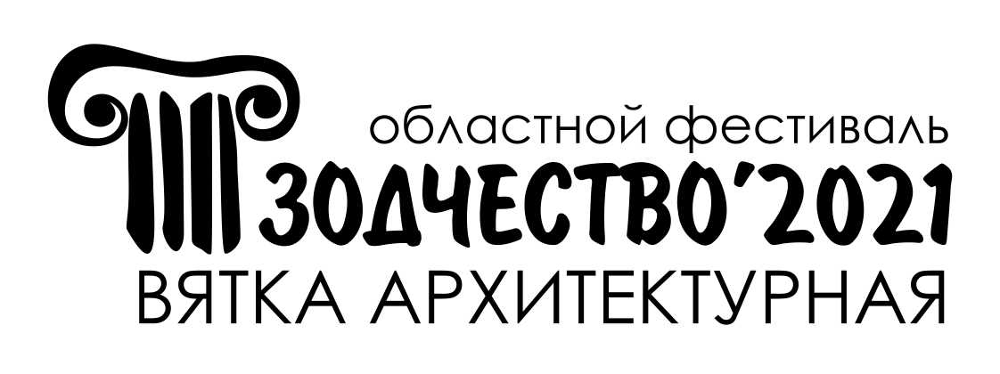 областной фестиваль
ЗОДЧЕСТВО'2021
ВЯТКА АРХИТЕКТУРНАЯ